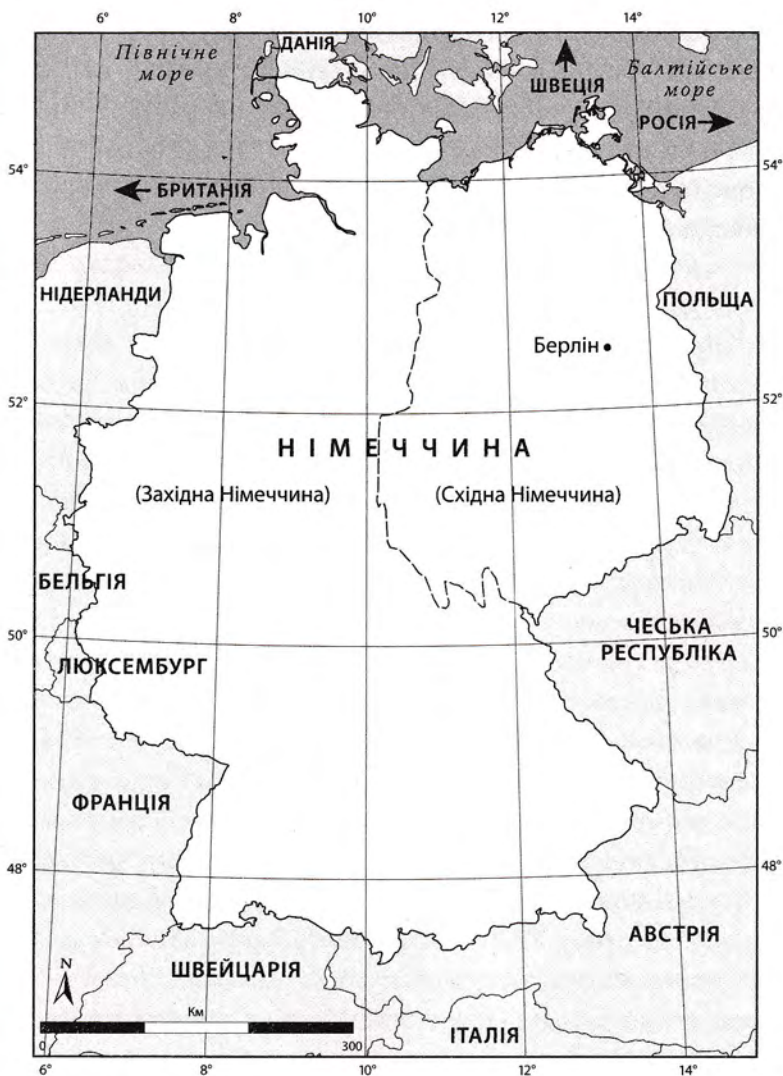 6° 8° 10° 12° 14°
Північне
море
ДАНІЯ
ШВЕЦІЯ
Балтійське
море
РОСІЯ
54° 54°
БРИТАНІЯ
НІДЕРЛАНДИ
ПОЛЬЩА
Берлін
52° 52°
НІМЕЧЧИНА
(Західна Німеччина) (Східна Німеччина)
БЕЛЬГІЯ
50° 50°
ЧЕСЬКА
РЕСПУБЛІКА
ЛЮКСЕМБУРГ
ФРАНЦІЯ
48° 48°
АВСТРІЯ
ШВЕЙЦАРІЯ
N
Км
0 300
ІТАЛІЯ
6° 8° 10° 12° 14°